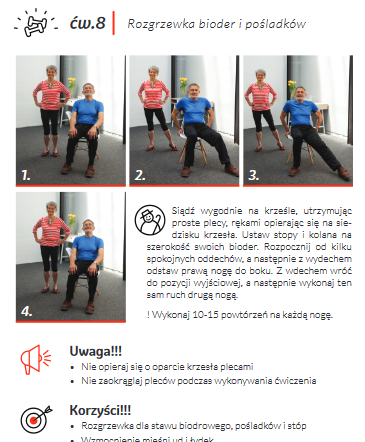 ćw.8 | Rozgrzewka bioder i pośladków
1. 2. 3.
4.
Siądź wygodnie na krześle, utrzymując
proste plecy, rękami opierając się na sie-
dzisku krzesła. Ustaw stopy i kolana na
szerokość swoich bioder. Rozpocznij od kilku
spokojnych oddechów, a następnie z wydechem
odstaw prawą nogę do boku. Z wdechem wróć
do pozycji wyjściowej, a następnie wykonaj ten
sam ruch drugą nogą.
! Wykonaj 10-15 powtórzeń na każdą nogę.
Uwaga!!!
• Nie opieraj się o oparcie krzesła plecami
• Nie zaokrąglaj pleców podczas wykonywania ćwiczenia
Korzyści!!!
• Rozgrzewka dla stawu biodrowego, pośladków i stóp
• Wzmocnienie mięśni ud i łydek